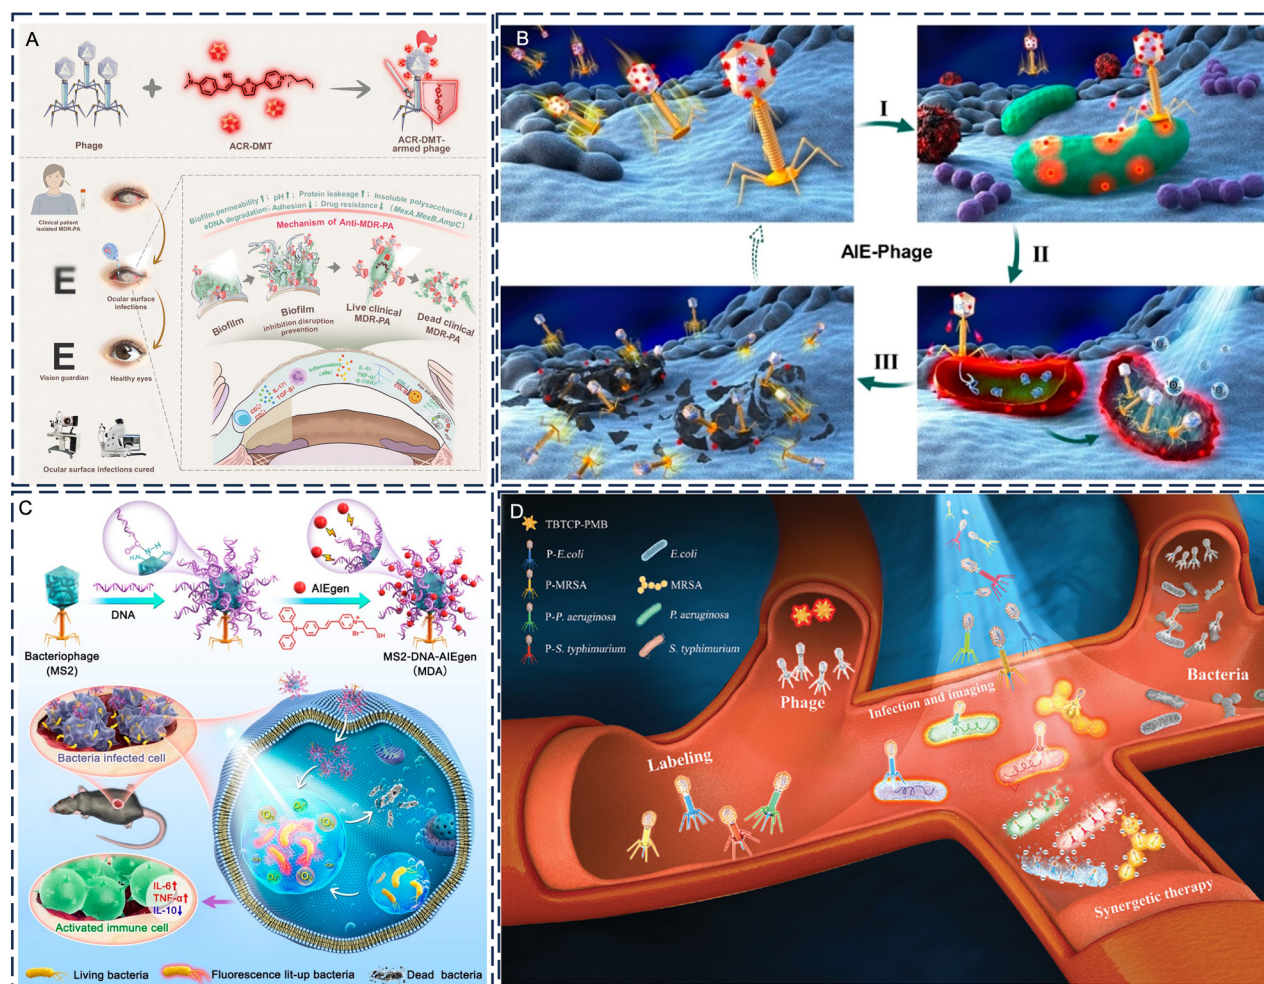 A
Phage
ACR-DMT
ACR-DMT-
armed phage
Clinical patient
isolated MDR-PA
E
Ocular surface
infections
E
Vision guardian
Healthy eyes
Ocular surface infections cured
Biofilm permeability↑; pH↑; Protein leakeage↑; Insoluble polysaccharides↓;
eDNA degradation; Adhesion↓; Drug resistance↓ (MexA,MexB,AmpC)
Mechanism of Anti-MDR-PA
Biofilm
Biofilm
inhibition disruption
prevention
Live clinical
MDR-PA
Dead clinical
MDR-PA
B
I
AIE-Phage
II
III
C
DNA
AIEgen
Br⁻
SH
Bacteriophage
(MS2)
MS2-DNA-AIEgen
(MDA)
Bacteria infected cell
IL-6↑
TNF-α↑
IL-10↓
Activated immune cell
Living bacteria
Fluorescence lit-up bacteria
Dead bacteria
D
TBTCP-PMB
P-E.coli
E.coli
P-MRSA
MRSA
P-P. aeruginosa
P. aeruginosa
P-S. typhimurium
S. typhimurium
Phage
Labeling
Infection and imaging
Bacteria
Synergetic therapy